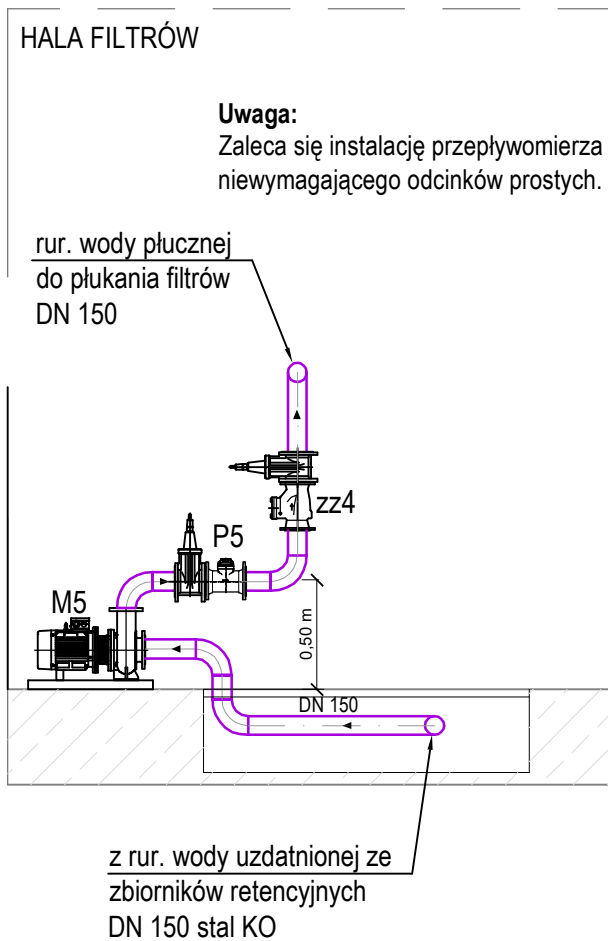 HALA FILTRÓW
Uwaga:
Zaleca się instalację przepływomierza
niewymagającego odcinków prostych.
rur. wody płucznej
do płukania filtrów
DN 150
zz4
P5
M5
0,50 m
DN 150
z rur. wody uzdatnionej ze
zbiorników retencyjnych
DN 150 stal KO